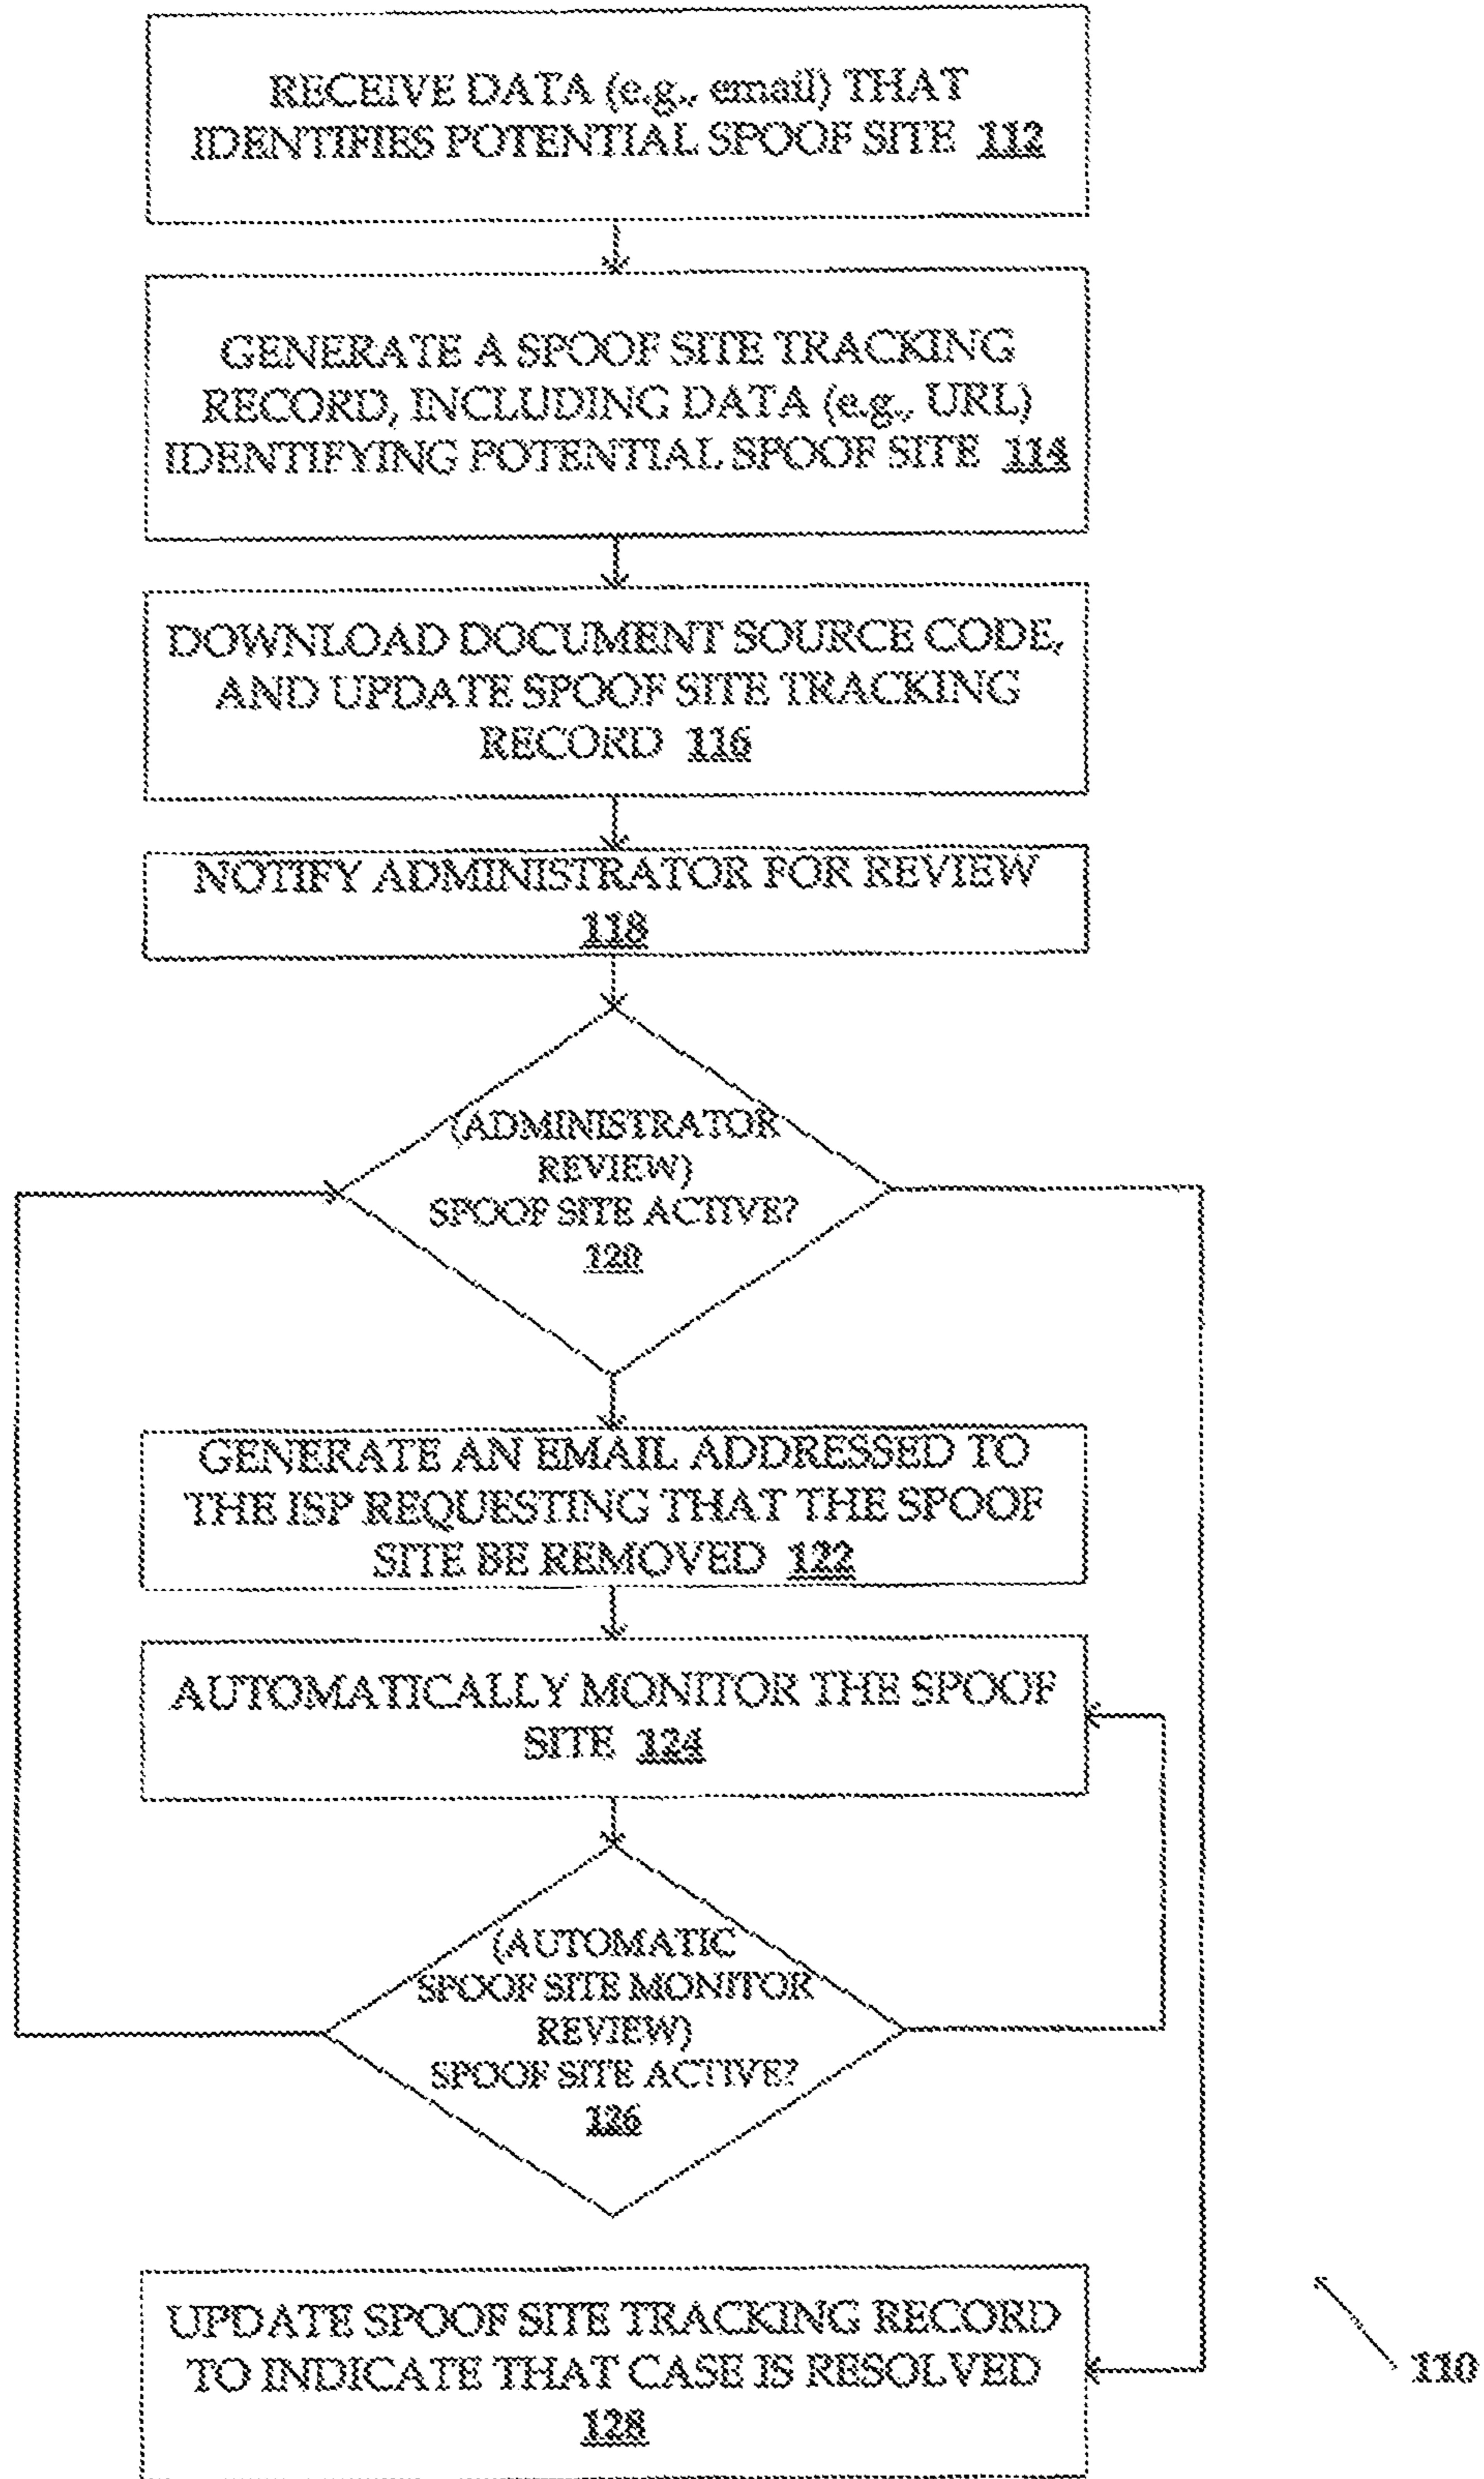 RECEIVE DATA (e.g., email) THAT
IDENTIFIES POTENTIAL SPOOF SITE 112
GENERATE A SPOOF SITE TRACKING
RECORD, INCLUDING DATA (e.g., URL)
IDENTIFYING POTENTIAL SPOOF SITE 114
DOWNLOAD DOCUMENT SOURCE CODE,
AND UPDATE SPOOF SITE TRACKING
RECORD 116
NOTIFY ADMINISTRATOR FOR REVIEW
118
(ADMINISTRATOR
REVIEW)
SPOOF SITE ACTIVE?
120
GENERATE AN EMAIL ADDRESSED TO
THE ISP REQUESTING THAT THE SPOOF
SITE BE REMOVED 122
AUTOMATICALLY MONITOR THE SPOOF
SITE 124
(AUTOMATIC
SPOOF SITE MONITOR
REVIEW)
SPOOF SITE ACTIVE?
126
UPDATE SPOOF SITE TRACKING RECORD
TO INDICATE THAT CASE IS RESOLVED
128
110